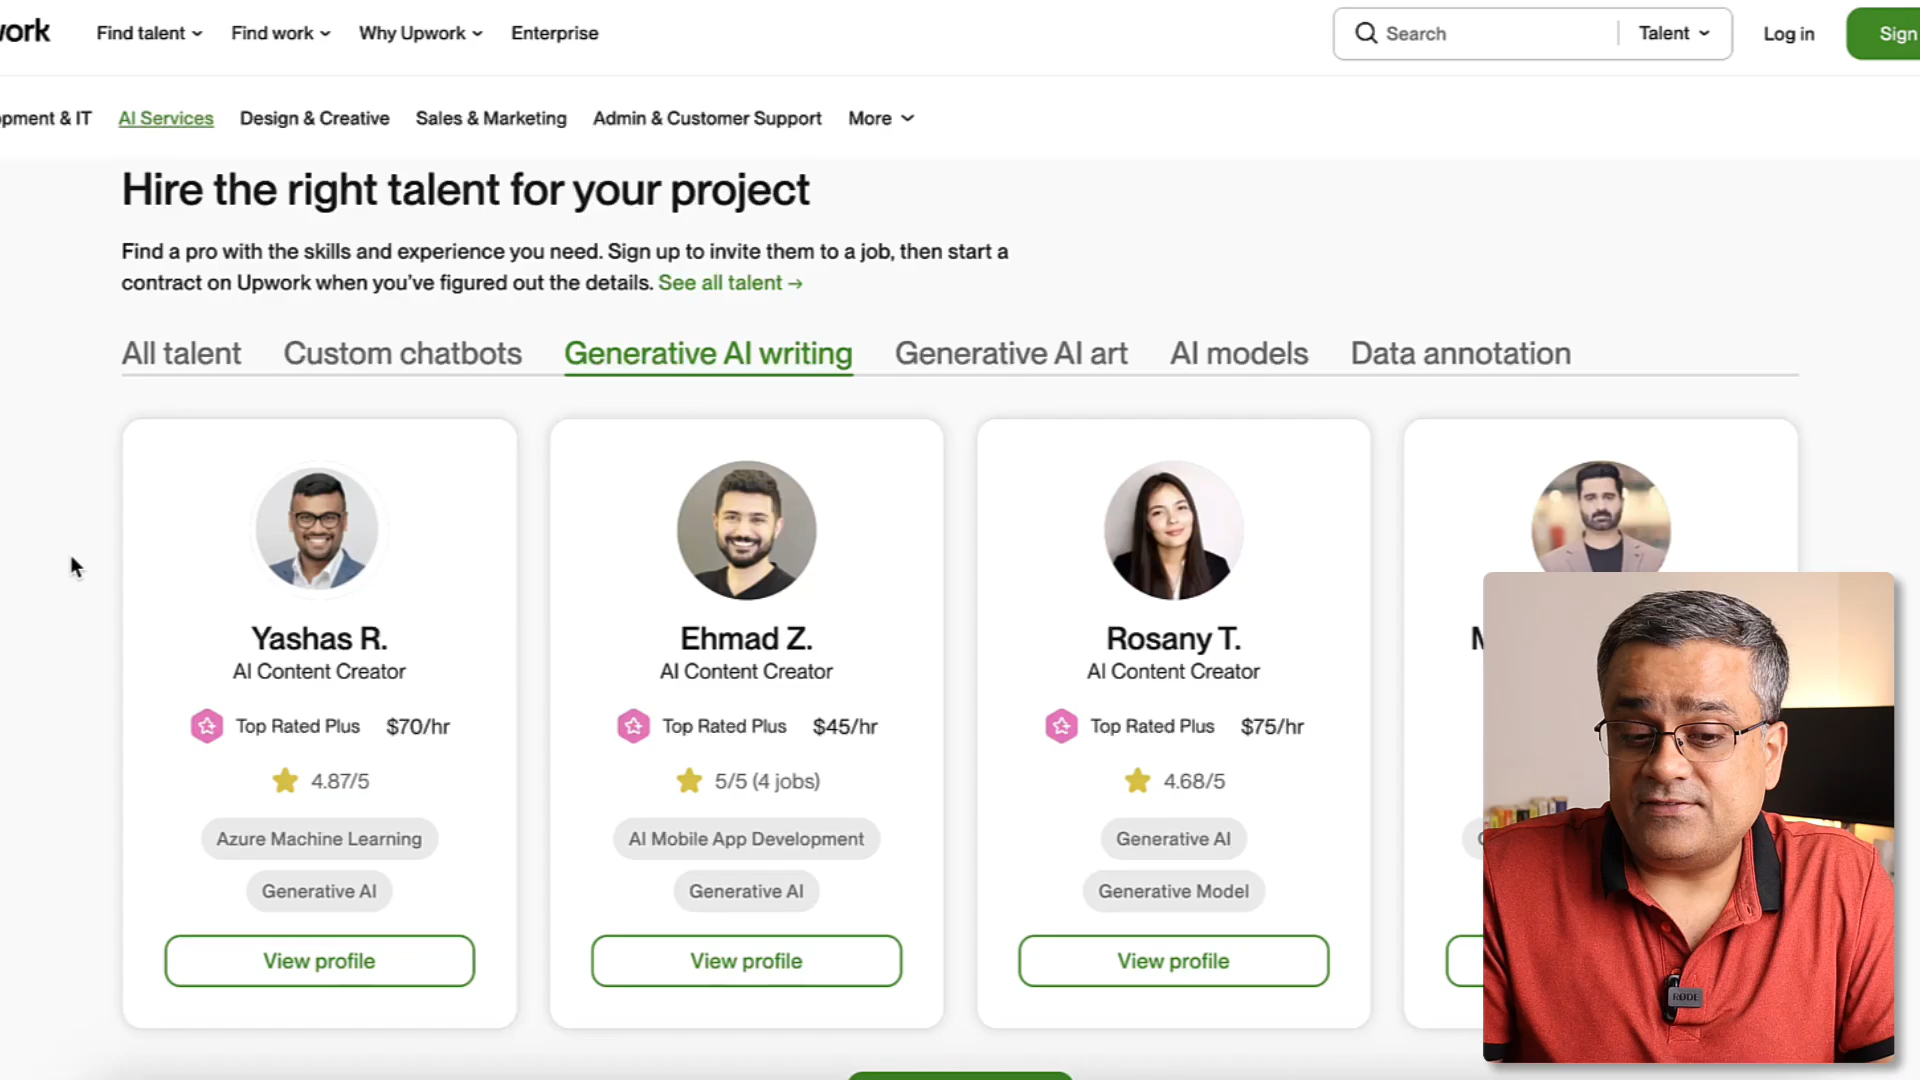 Find talent
Find work
Why Upwork
Enterprise
Search
Talent
Log in
Sign
AI Services
Design & Creative
Sales & Marketing
Admin & Customer Support
More
Hire the right talent for your project
Find a pro with the skills and experience you need. Sign up to invite them to a job, then start a
contract on Upwork when you've figured out the details. See all talent →
All talent
Custom chatbots
Generative AI writing
Generative AI art
AI models
Data annotation
Yashas R.
AI Content Creator
Top Rated Plus $70/hr
4.87/5
Azure Machine Learning
Generative AI
View profile
Ehmad Z.
AI Content Creator
Top Rated Plus $45/hr
5/5 (4 jobs)
AI Mobile App Development
Generative AI
View profile
Rosany T.
AI Content Creator
Top Rated Plus $75/hr
4.68/5
Generative AI
Generative Model
View profile
RØDE